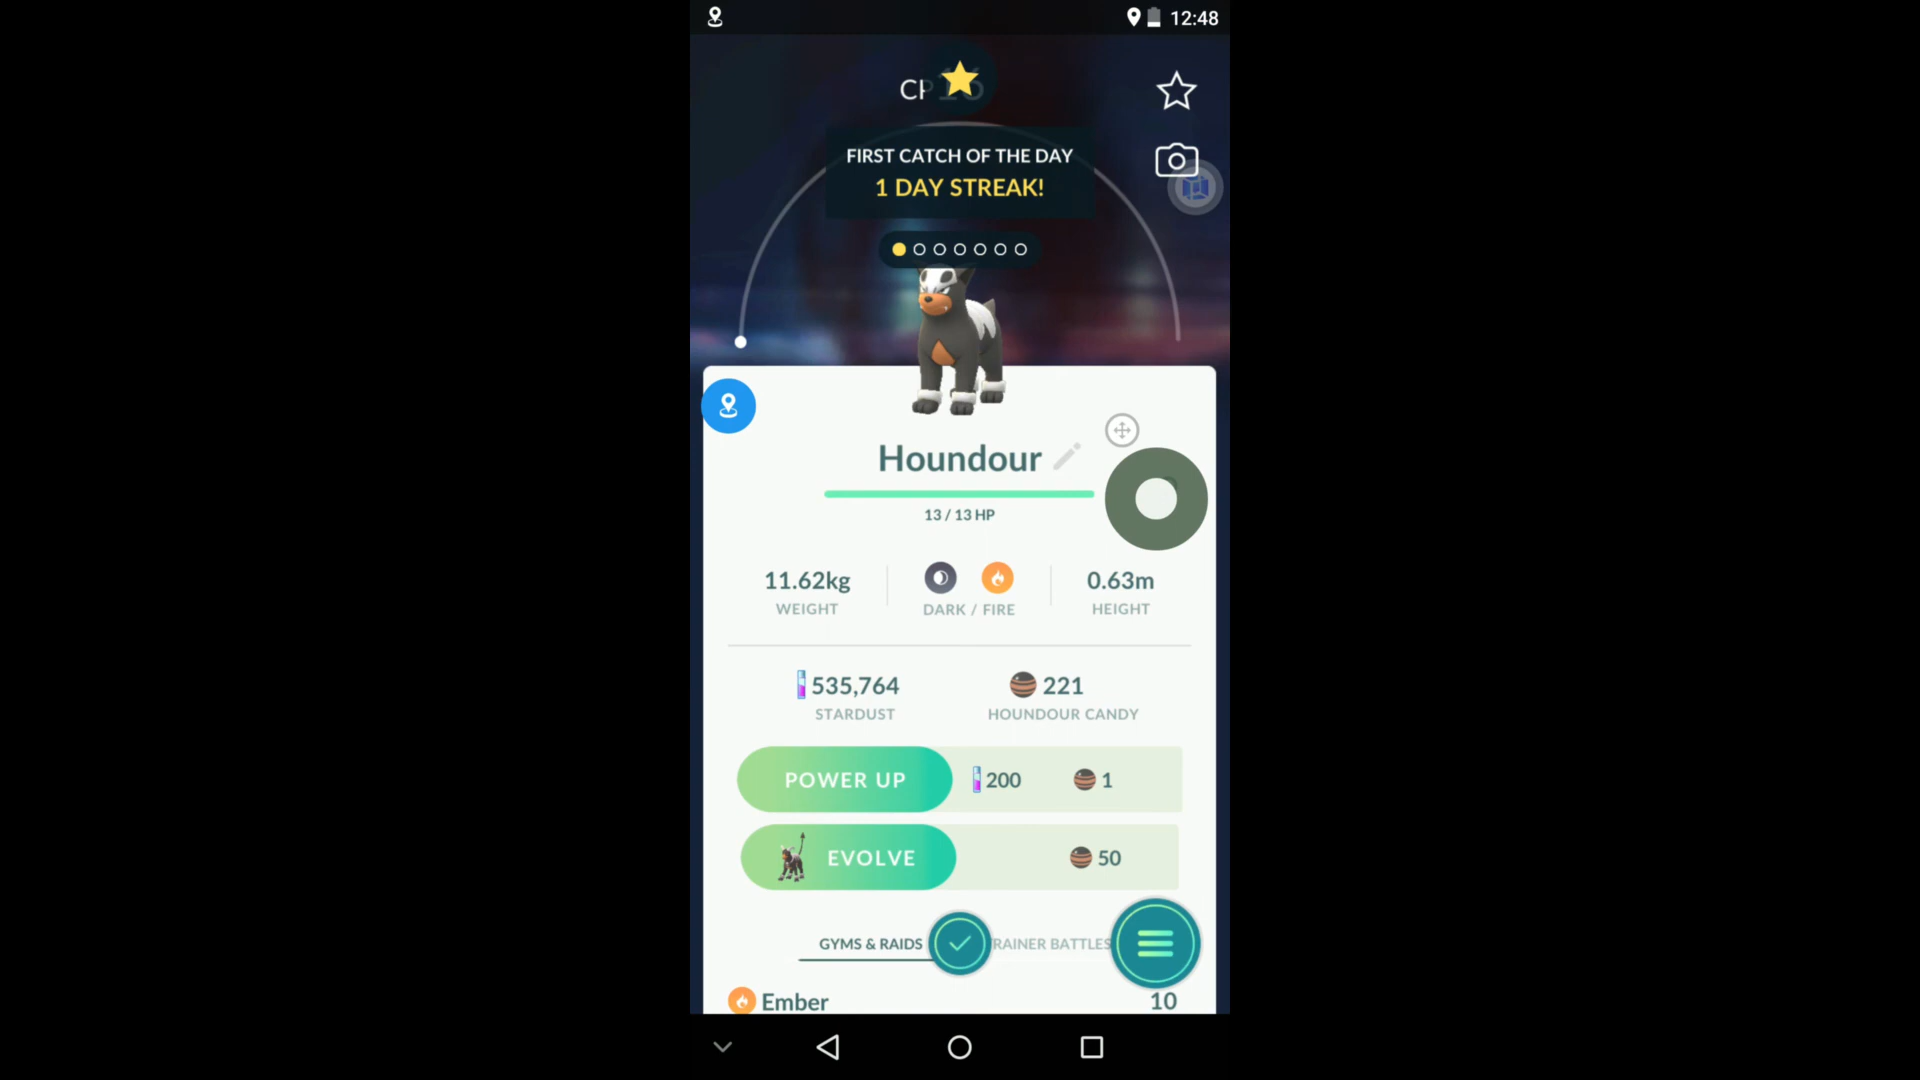 12:48
CP 16
FIRST CATCH OF THE DAY
1 DAY STREAK!
Houndour
13 / 13 HP
11.62kg
WEIGHT
DARK / FIRE
0.63m
HEIGHT
535,764
STARDUST
221
HOUNDOUR CANDY
POWER UP 200 1
EVOLVE 50
GYMS & RAIDS RAINER BATTLES
Ember 10